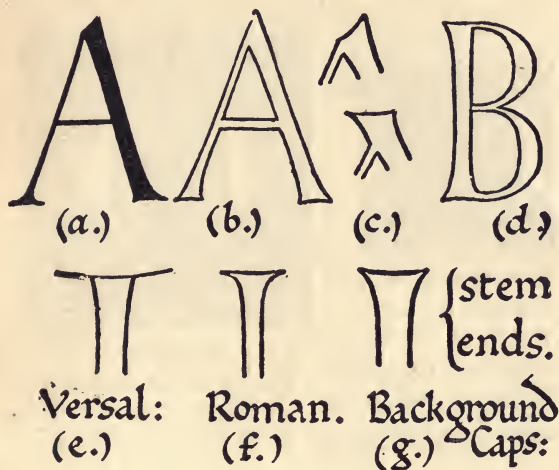 A A B
(a.) (b.) (c.) (d.)
stem
ends.
Versal: Roman. Background
(e.) (f.) (g.) Caps: